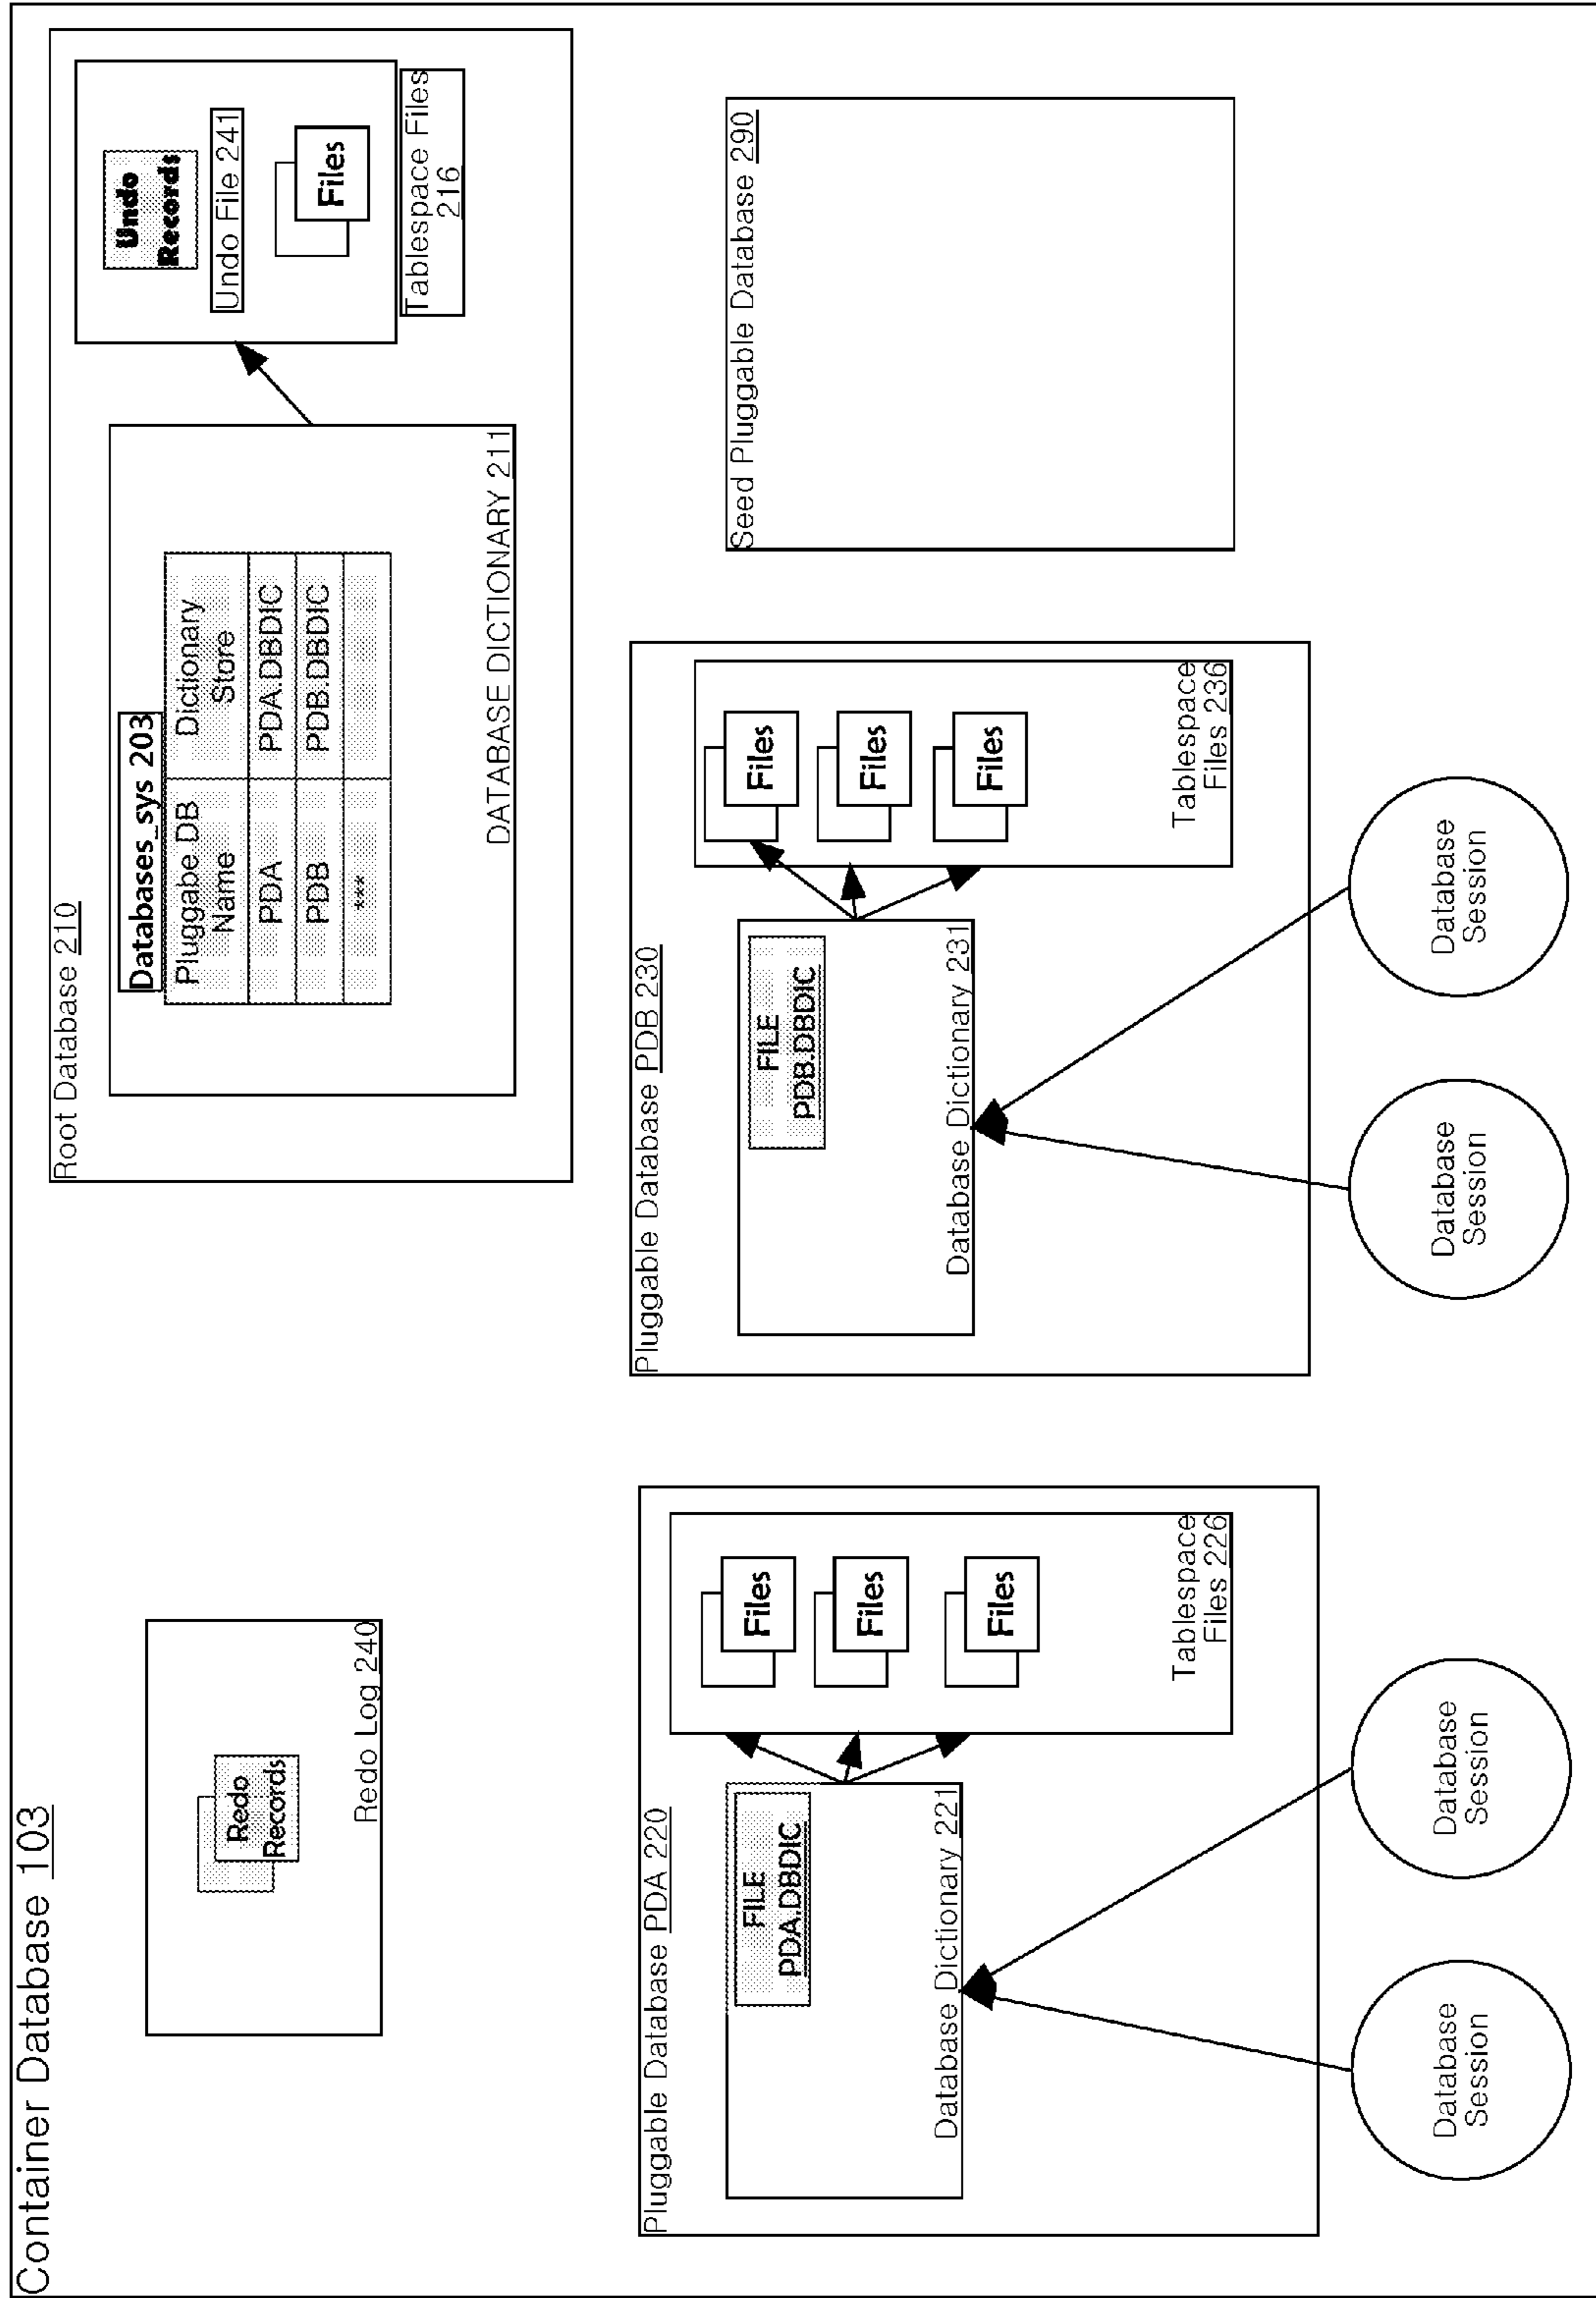 Container Database 103
Redo
Records
Redo Log 240
Root Database 210
Databases_sys 203
Pluggabe DB
Name
Dictionary
Store
PDA
PDA.DBDIC
PDB
PDB.DBDIC
***
DATABASE DICTIONARY 211
Undo
Records
Undo File 241
Files
Tablespace Files
216
Pluggable Database PDA 220
FILE
PDA.DBDIC
Database Dictionary 221
Files
Files
Files
Tablespace
Files 226
Database
Session
Database
Session
Pluggable Database PDB 230
FILE
PDB.DBDIC
Database Dictionary 231
Files
Files
Files
Tablespace
Files 236
Database
Session
Database
Session
Seed Pluggable Database 290